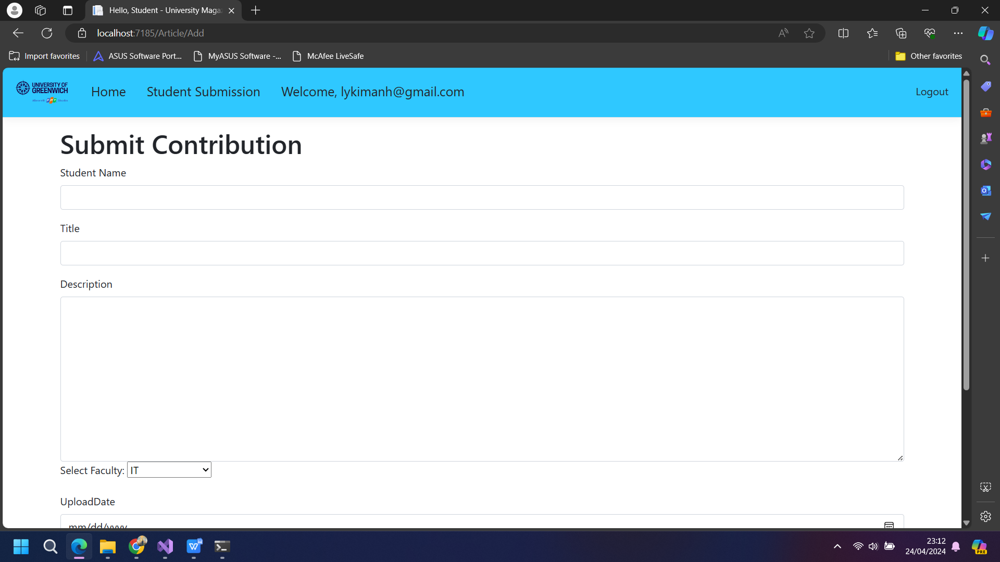 Hello, Student - University Maga
localhost:7185/Article/Add
Import favorites
ASUS Software Port...
MyASUS Software -...
McAfee LiveSafe
Other favorites
UNIVERSITY OF
GREENWICH
Home
Student Submission
Welcome, lykimanh@gmail.com
Logout
Submit Contribution
Student Name
Title
Description
Select Faculty: IT
UploadDate
mm/dd/yyyy
23:12
24/04/2024
PRE